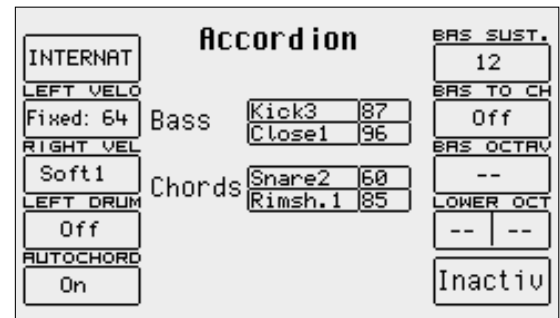 Accordion
INTERNAT
LEFT VELO
Fixed: 64
RIGHT VEL
Soft1
LEFT DRUM
Off
AUTOCHORD
On
Bass
Kick3 87
Close1 96
Chords
Snare2 60
Rimsh.1 85
BAS SUST.
12
BAS TO CH
Off
BAS OCTAV
--
LOWER OCT
-- --
Inactiv